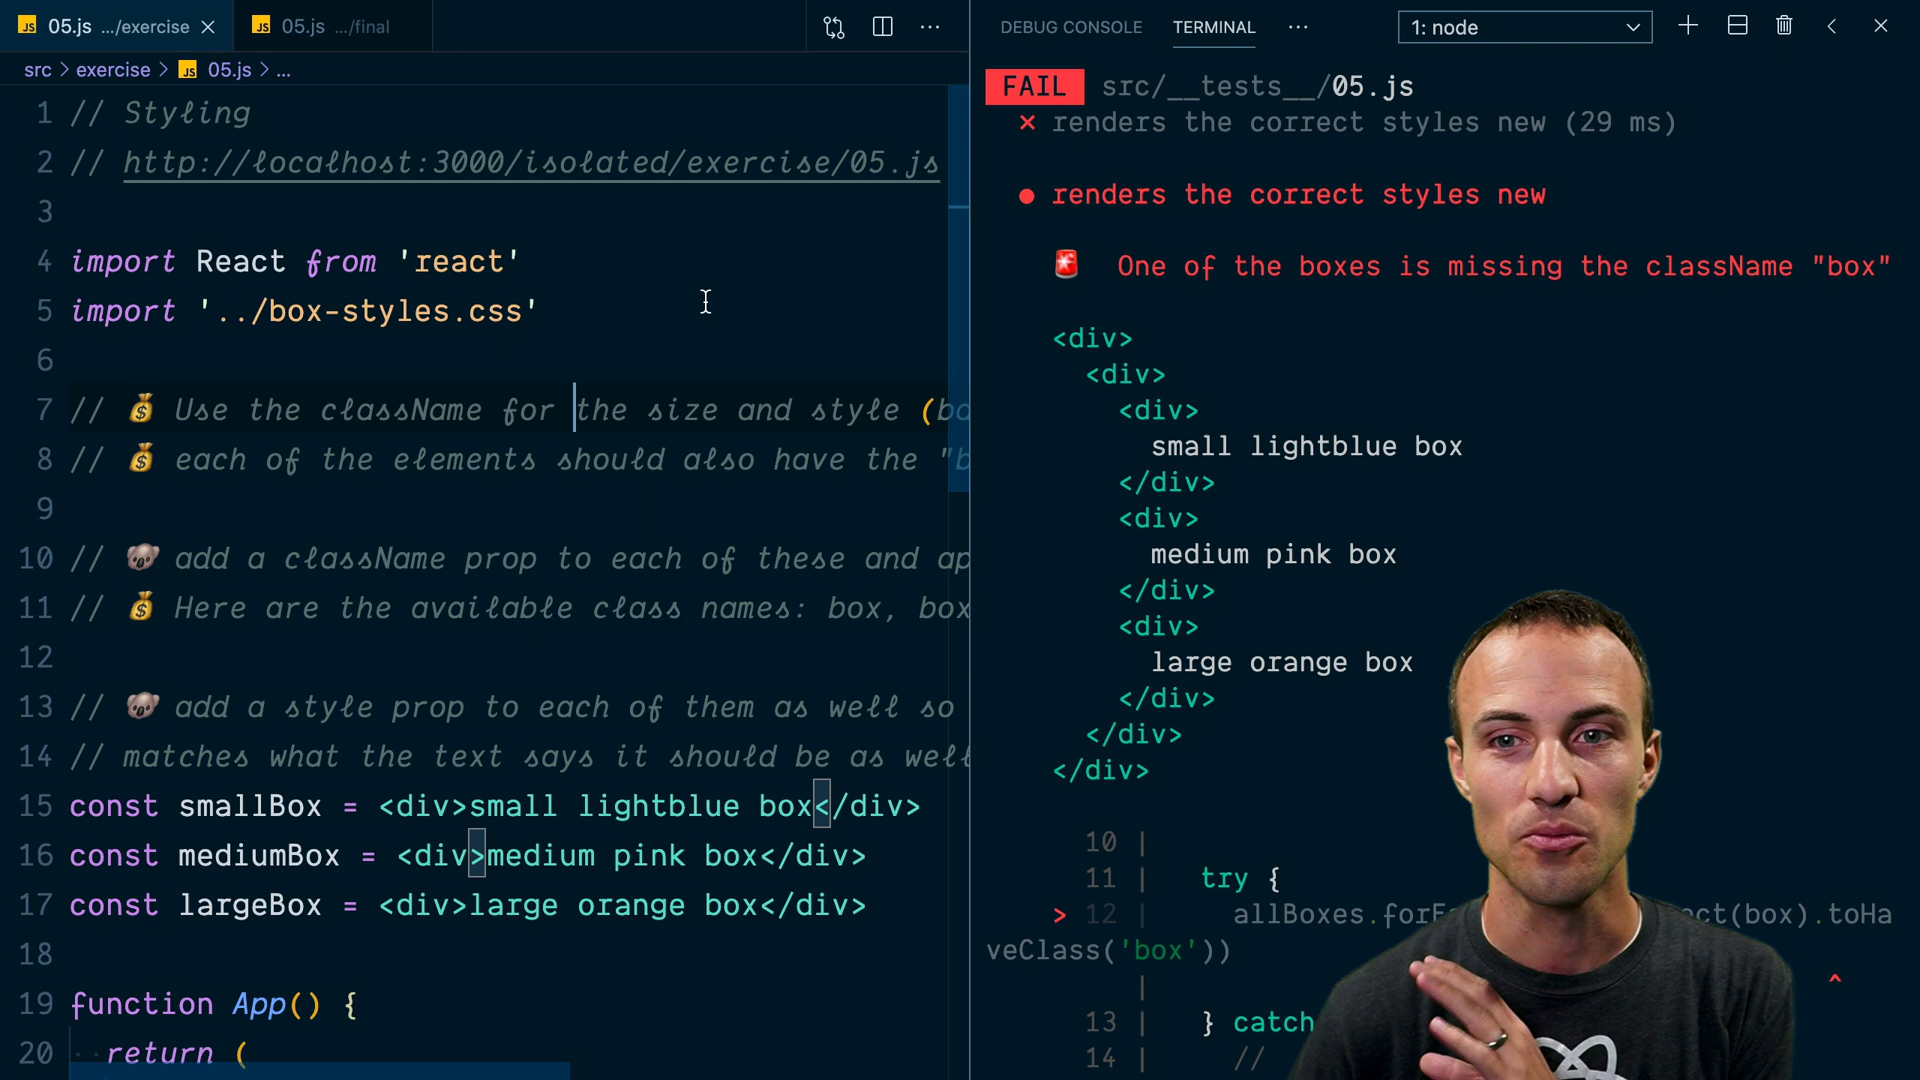 05.js .../exercise
05.js .../final
src > exercise > 05.js > ...
1 // Styling
2 // http://localhost:3000/isolated/exercise/05.js
3
4 import React from 'react'
5 import '../box-styles.css'
6
7 // 💰 Use the className for the size and style (
8 // 💰 each of the elements should also have the "
9
10 // 🐨 add a className prop to each of these and
11 // 💰 Here are the available class names: box, box
12
13 // 🐨 add a style prop to each of them as well so
14 // matches what the text says it should be as well
15 const smallBox = <div>small lightblue box</div>
16 const mediumBox = <div>medium pink box</div>
17 const largeBox = <div>large orange box</div>
18
19 function App() {
20 return (
DEBUG CONSOLE TERMINAL ... 1: node
FAIL src/__tests__/05.js
✕ renders the correct styles new (29 ms)
● renders the correct styles new
🚨 One of the boxes is missing the className "box"
<div>
<div>
<div>
small lightblue box
</div>
<div>
medium pink box
</div>
<div>
large orange box
</div>
</div>
</div>
10 |
11 | try {
> 12 | allBoxes.forE ect(box).toHa
veClass('box'))
| ^
13 | } catch
14 | //